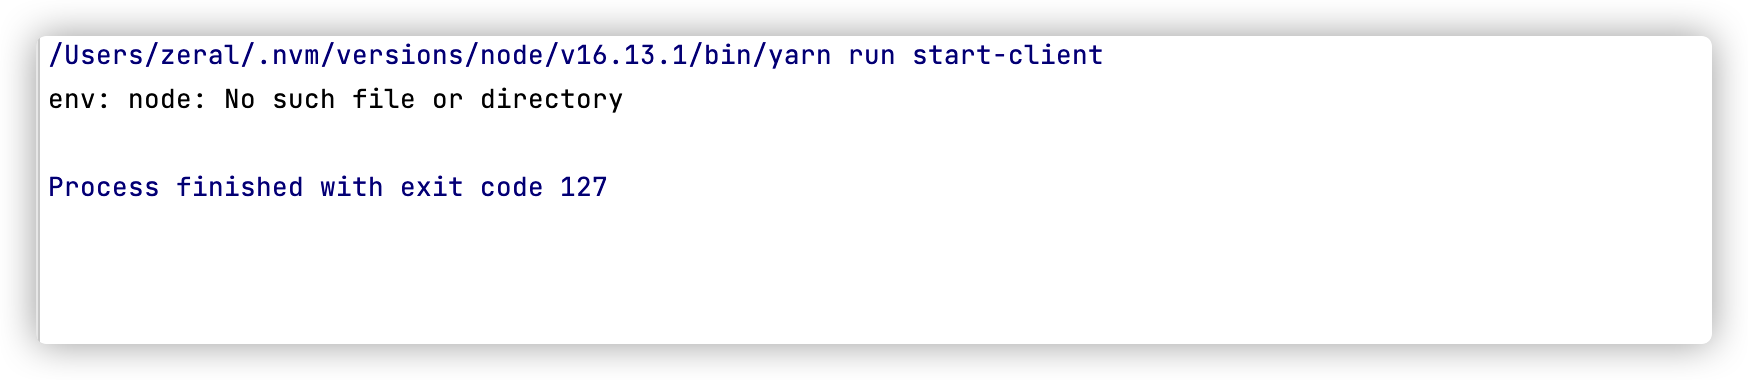 /Users/zeral/.nvm/versions/node/v16.13.1/bin/yarn run start-client
env: node: No such file or directory
Process finished with exit code 127